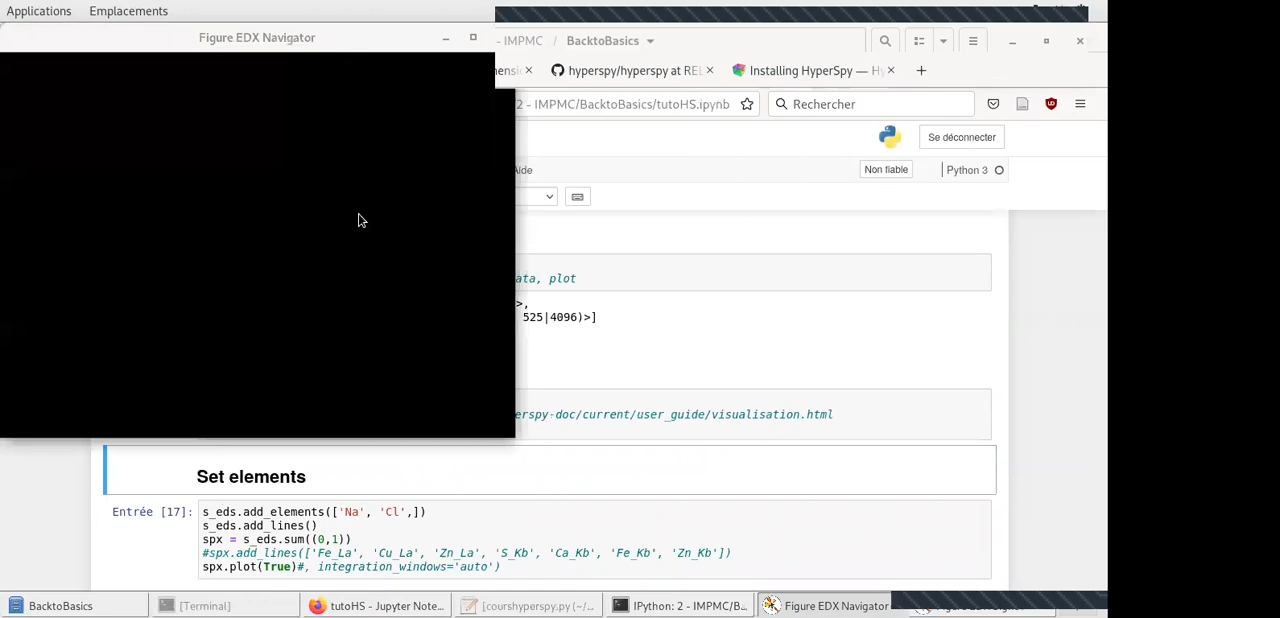 Applications Emplacements
Figure EDX Navigator
- IMPMC / BacktoBasics
hyperspy/hyperspy at REL
Installing HyperSpy — Hy
2 - IMPMC/BacktoBasics/tutoHS.ipynb
Rechercher
Se déconnecter
Aide
Non fiable
Python 3
ata, plot
>,
525|4096)>]
erspy-doc/current/user_guide/visualisation.html
Set elements
Entrée [17]:
s_eds.add_elements(['Na', 'Cl',])
s_eds.add_lines()
spx = s_eds.sum((0,1))
#spx.add_lines(['Fe_La', 'Cu_La', 'Zn_La', 'S_Kb', 'Ca_Kb', 'Fe_Kb', 'Zn_Kb'])
spx.plot(True)#, integration_windows='auto')
BacktoBasics
[Terminal]
tutoHS - Jupyter Note...
[courshyperspy.py (~/...
IPython: 2 - IMPMC/B...
Figure EDX Navigator